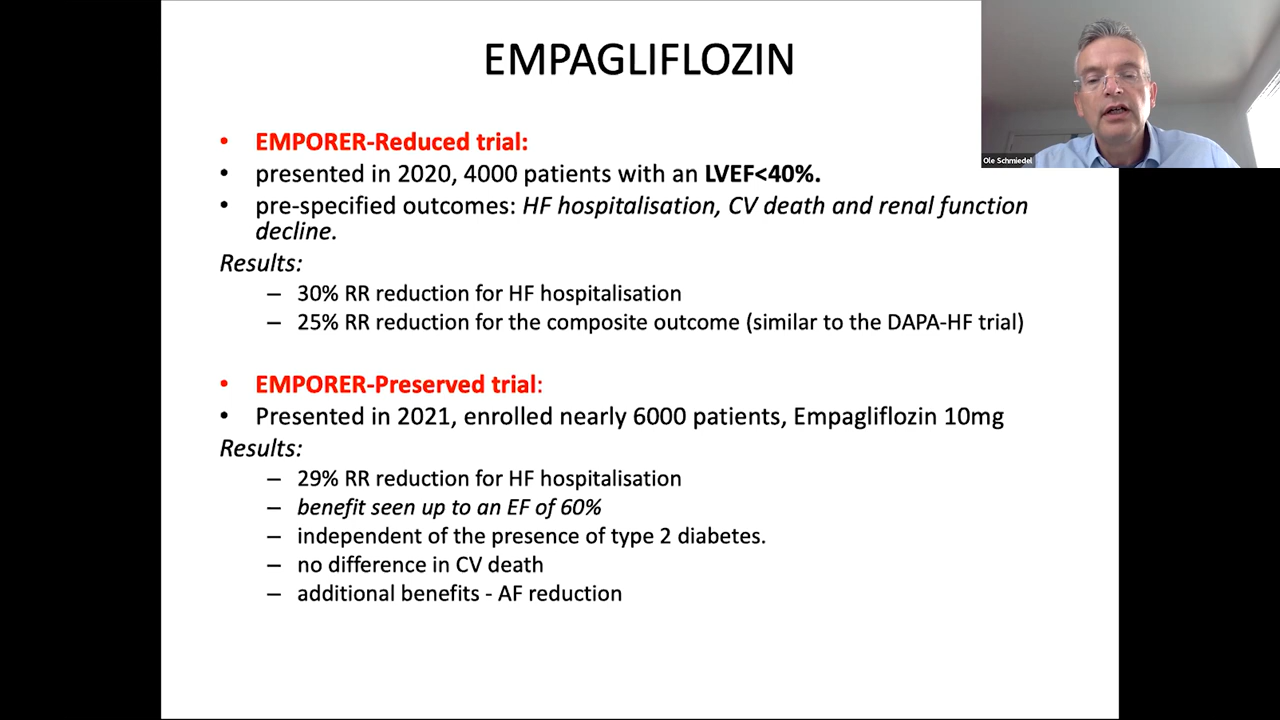 EMPAGLIFLOZIN
Ole Schmiedel
• EMPORER-Reduced trial:
• presented in 2020, 4000 patients with an LVEF<40%.
• pre-specified outcomes: HF hospitalisation, CV death and renal function
decline.
Results:
– 30% RR reduction for HF hospitalisation
– 25% RR reduction for the composite outcome (similar to the DAPA-HF trial)
• EMPORER-Preserved trial:
• Presented in 2021, enrolled nearly 6000 patients, Empagliflozin 10mg
Results:
– 29% RR reduction for HF hospitalisation
– benefit seen up to an EF of 60%
– independent of the presence of type 2 diabetes.
– no difference in CV death
– additional benefits - AF reduction